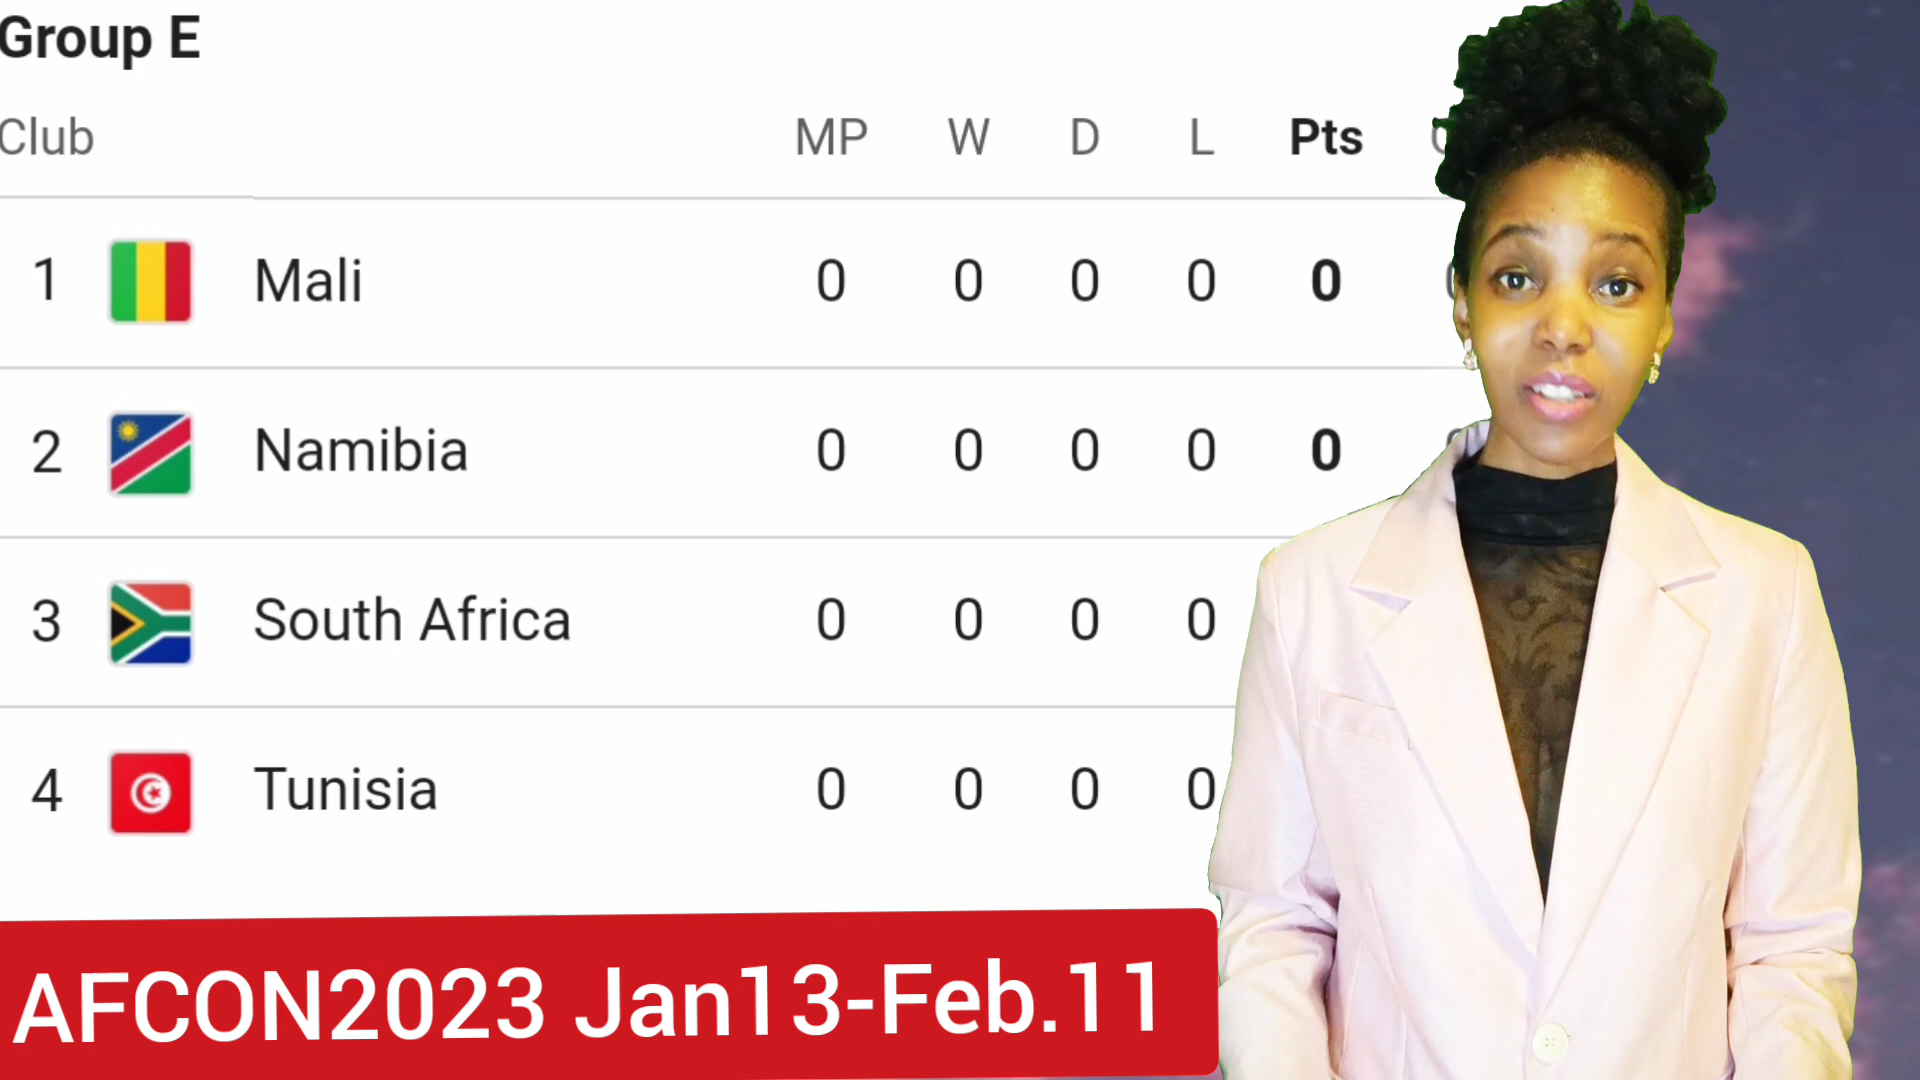 Group E
Club MP W D L Pts
1 Mali 0 0 0 0 0
2 Namibia 0 0 0 0 0
3 South Africa 0 0 0 0
4 Tunisia 0 0 0 0
AFCON2023 Jan13-Feb.11